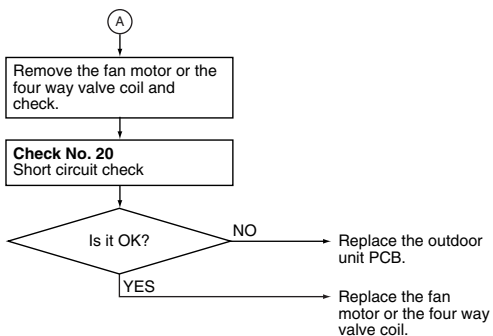 A
Remove the fan motor or the
four way valve coil and
check.
Check No. 20
Short circuit check
Is it OK?
NO
Replace the outdoor
unit PCB.
YES
Replace the fan
motor or the four way
valve coil.